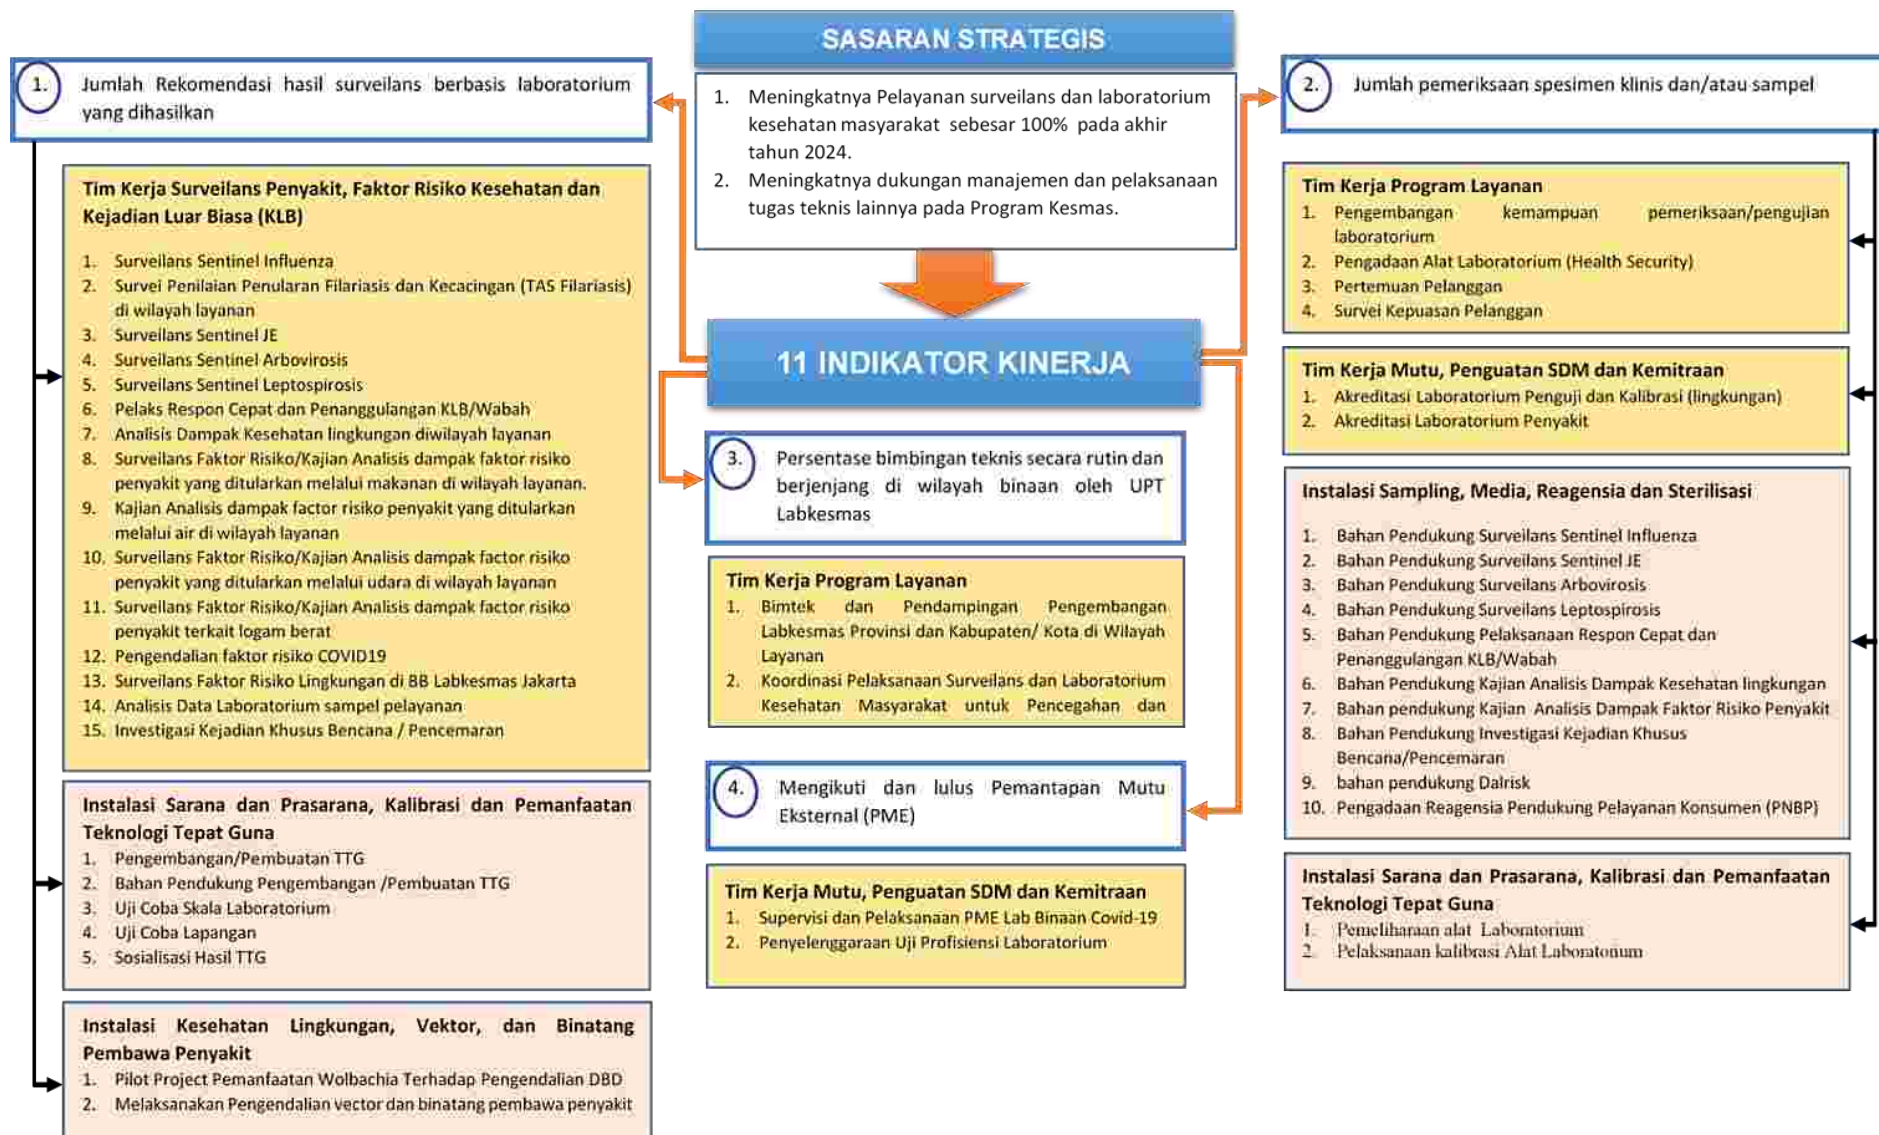 SASARAN STRATEGIS
1. Meningkatnya Pelayanan surveilans dan laboratorium
kesehatan masyarakat sebesar 100% pada akhir
tahun 2024.
2. Meningkatnya dukungan manajemen dan pelaksanaan
tugas teknis lainnya pada Program Kesmas.
11 INDIKATOR KINERJA
1. Jumlah Rekomendasi hasil surveilans berbasis laboratorium
yang dihasilkan
Tim Kerja Surveilans Penyakit, Faktor Risiko Kesehatan dan
Kejadian Luar Biasa (KLB)
1. Surveilans Sentinel Influenza
2. Survei Penilaian Penularan Filariasis dan Kecacingan (TAS Filariasis)
di wilayah layanan
3. Surveilans Sentinel JE
4. Surveilans Sentinel Arbovirosis
5. Surveilans Sentinel Leptospirosis
6. Pelaks Respon Cepat dan Penanggulangan KLB/Wabah
7. Analisis Dampak Kesehatan lingkungan diwilayah layanan
8. Surveilans Faktor Risiko/Kajian Analisis dampak faktor risiko
penyakit yang ditularkan melalui makanan di wilayah layanan.
9. Kajian Analisis dampak factor risiko penyakit yang ditularkan
melalui air di wilayah layanan
10. Surveilans Faktor Risiko/Kajian Analisis dampak factor risiko
penyakit yang ditularkan melalui udara di wilayah layanan
11. Surveilans Faktor Risiko/Kajian Analisis dampak factor risiko
penyakit terkait logam berat
12. Pengendalian faktor risiko COVID19
13. Surveilans Faktor Risiko Lingkungan di BB Labkesmas Jakarta
14. Analisis Data Laboratorium sampel pelayanan
15. Investigasi Kejadian Khusus Bencana / Pencemaran
Instalasi Sarana dan Prasarana, Kalibrasi dan Pemanfaatan
Teknologi Tepat Guna
1. Pengembangan/Pembuatan TTG
2. Bahan Pendukung Pengembangan /Pembuatan TTG
3. Uji Coba Skala Laboratorium
4. Uji Coba Lapangan
5. Sosialisasi Hasil TTG
Instalasi Kesehatan Lingkungan, Vektor, dan Binatang
Pembawa Penyakit
1. Pilot Project Pemanfaatan Wolbachia Terhadap Pengendalian DBD
2. Melaksanakan Pengendalian vector dan binatang pembawa penyakit
2. Jumlah pemeriksaan spesimen klinis dan/atau sampel
Tim Kerja Program Layanan
1. Pengembangan kemampuan pemeriksaan/pengujian
laboratorium
2. Pengadaan Alat Laboratorium (Health Security)
3. Pertemuan Pelanggan
4. Survei Kepuasan Pelanggan
Tim Kerja Mutu, Penguatan SDM dan Kemitraan
1. Akreditasi Laboratorium Penguji dan Kalibrasi (lingkungan)
2. Akreditasi Laboratorium Penyakit
Instalasi Sampling, Media, Reagensia dan Sterilisasi
1. Bahan Pendukung Surveilans Sentinel Influenza
2. Bahan Pendukung Surveilans Sentinel JE
3. Bahan Pendukung Surveilans Arbovirosis
4. Bahan Pendukung Surveilans Leptospirosis
5. Bahan Pendukung Pelaksanaan Respon Cepat dan
Penanggulangan KLB/Wabah
6. Bahan Pendukung Kajian Analisis Dampak Kesehatan lingkungan
7. Bahan pendukung Kajian Analisis Dampak Faktor Risiko Penyakit
8. Bahan Pendukung Investigasi Kejadian Khusus
Bencana/Pencemaran
9. bahan pendukung Dalrisk
10. Pengadaan Reagensia Pendukung Pelayanan Konsumen (PNBP)
Instalasi Sarana dan Prasarana, Kalibrasi dan Pemanfaatan
Teknologi Tepat Guna
1. Pemeliharaan alat Laboratorium
2. Pelaksanaan kalibrasi Alat Laboratorium
3. Persentase bimbingan teknis secara rutin dan
berjenjang di wilayah binaan oleh UPT
Labkesmas
Tim Kerja Program Layanan
1. Bimtek dan Pendampingan Pengembangan
Labkesmas Provinsi dan Kabupaten/ Kota di Wilayah
Layanan
2. Koordinasi Pelaksanaan Surveilans dan Laboratorium
Kesehatan Masyarakat untuk Pencegahan dan
4. Mengikuti dan lulus Pemantapan Mutu
Eksternal (PME)
Tim Kerja Mutu, Penguatan SDM dan Kemitraan
1. Supervisi dan Pelaksanaan PME Lab Binaan Covid-19
2. Penyelenggaraan Uji Profisiensi Laboratorium